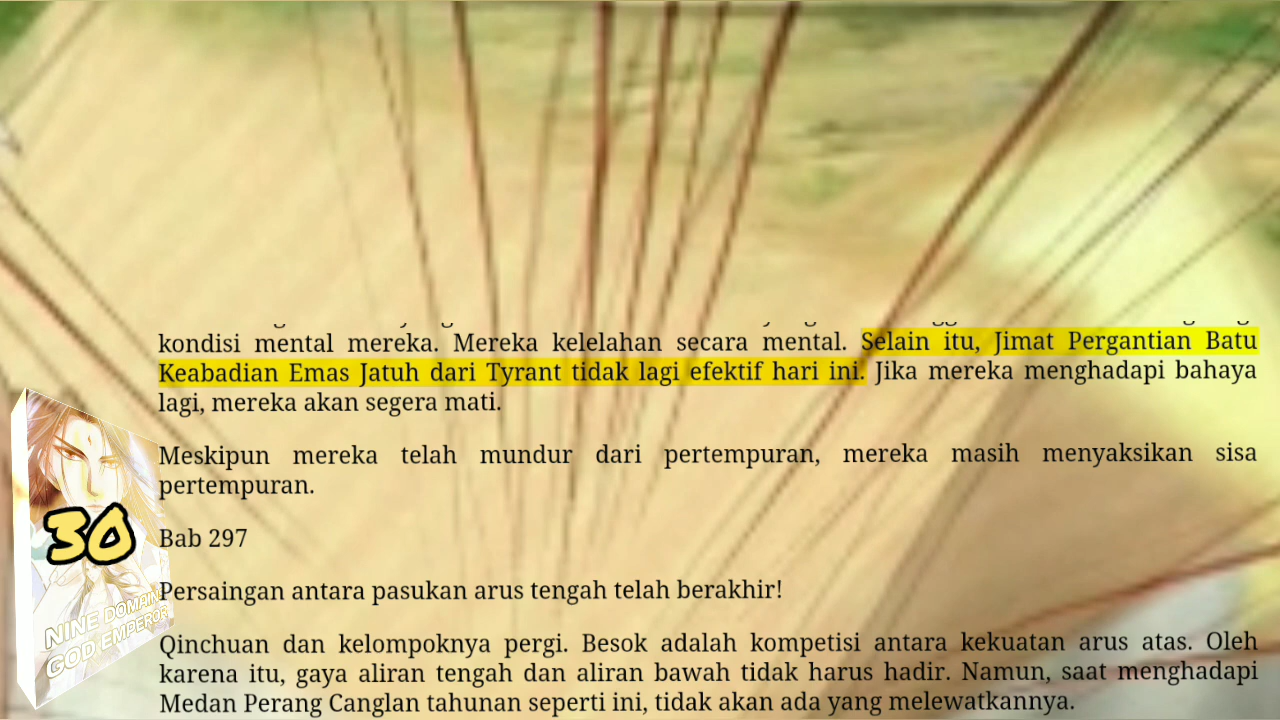 kondisi mental mereka. Mereka kelelahan secara mental. Selain itu, Jimat Pergantian Batu
Keabadian Emas Jatuh dari Tyrant tidak lagi efektif hari ini. Jika mereka menghadapi bahaya
lagi, mereka akan segera mati.
Meskipun mereka telah mundur dari pertempuran, mereka masih menyaksikan sisa
pertempuran.
Bab 297
Persaingan antara pasukan arus tengah telah berakhir!
Qinchuan dan kelompoknya pergi. Besok adalah kompetisi antara kekuatan arus atas. Oleh
karena itu, gaya aliran tengah dan aliran bawah tidak harus hadir. Namun, saat menghadapi
Medan Perang Canglan tahunan seperti ini, tidak akan ada yang melewatkannya.
30
NINE DOMAIN
GOD EMPEROR